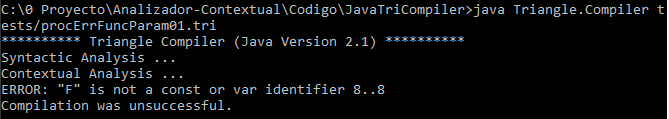 C:\0 Proyecto\Analizador-Contextual\Codigo\JavaTriCompiler>java Triangle.Compiler t
ests/procErrFuncParam01.tri
********** Triangle Compiler (Java Version 2.1) **********
Syntactic Analysis ...
Contextual Analysis ...
ERROR: "F" is not a const or var identifier 8..8
Compilation was unsuccessful.